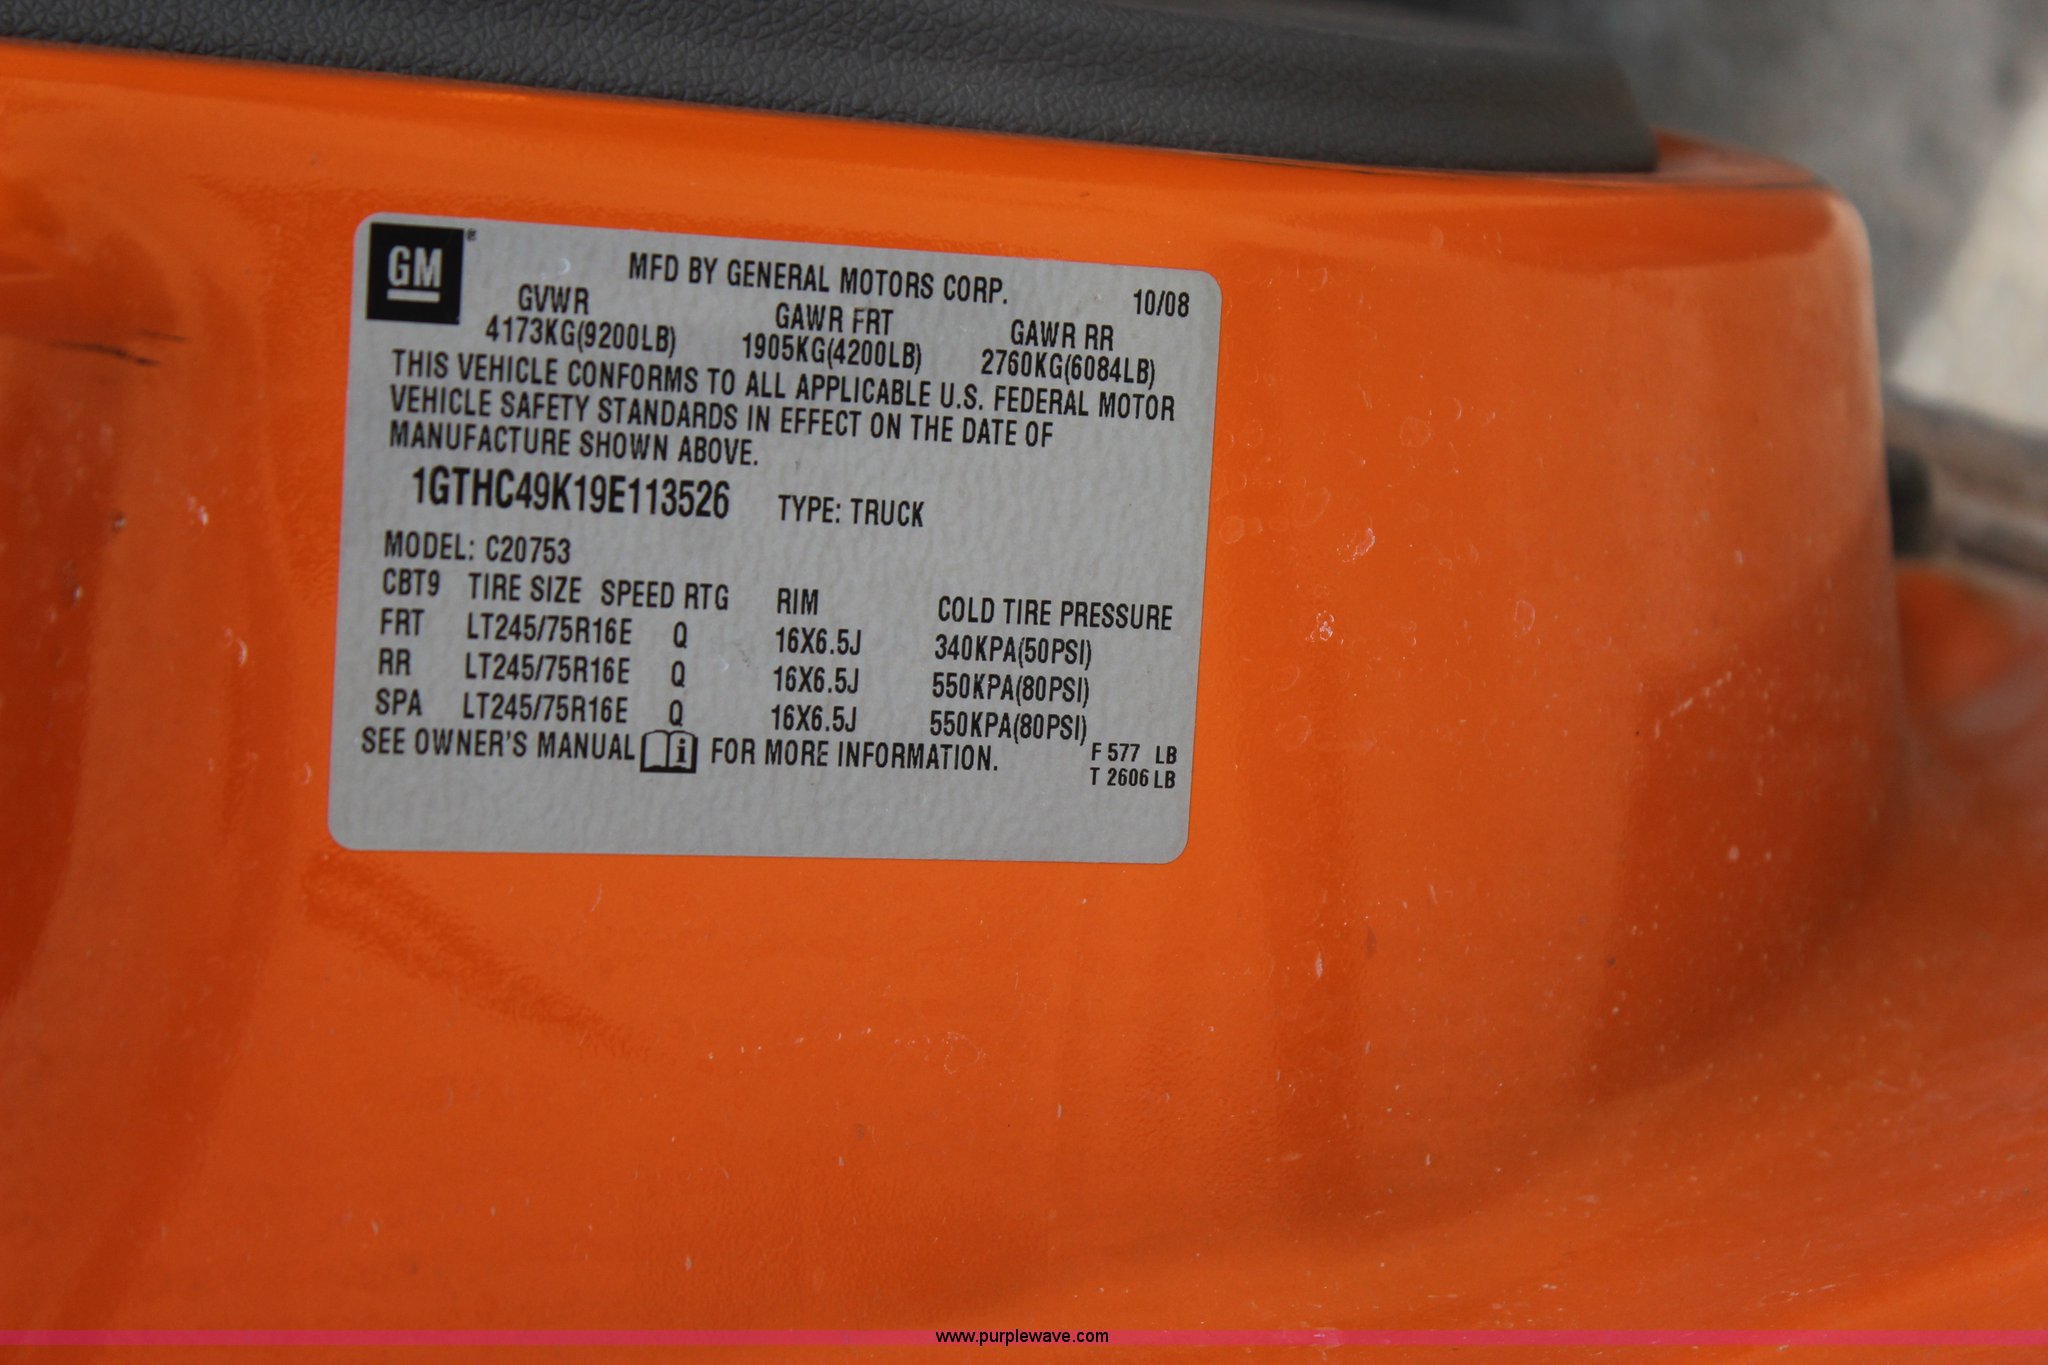 GM®
MFD BY GENERAL MOTORS CORP.
10/08
GVWR GAWR FRT GAWR RR
4173KG(9200LB) 1905KG(4200LB) 2760KG(6084LB)
THIS VEHICLE CONFORMS TO ALL APPLICABLE U.S. FEDERAL MOTOR
VEHICLE SAFETY STANDARDS IN EFFECT ON THE DATE OF
MANUFACTURE SHOWN ABOVE.
1GTHC49K19E113526 TYPE: TRUCK
MODEL: C20753
CBT9 TIRE SIZE SPEED RTG RIM COLD TIRE PRESSURE
FRT LT245/75R16E Q 16X6.5J 340KPA(50PSI)
RR LT245/75R16E Q 16X6.5J 550KPA(80PSI)
SPA LT245/75R16E Q 16X6.5J 550KPA(80PSI)
SEE OWNER'S MANUAL i FOR MORE INFORMATION.
F 577 LB
T 2606 LB
www.purplewave.com